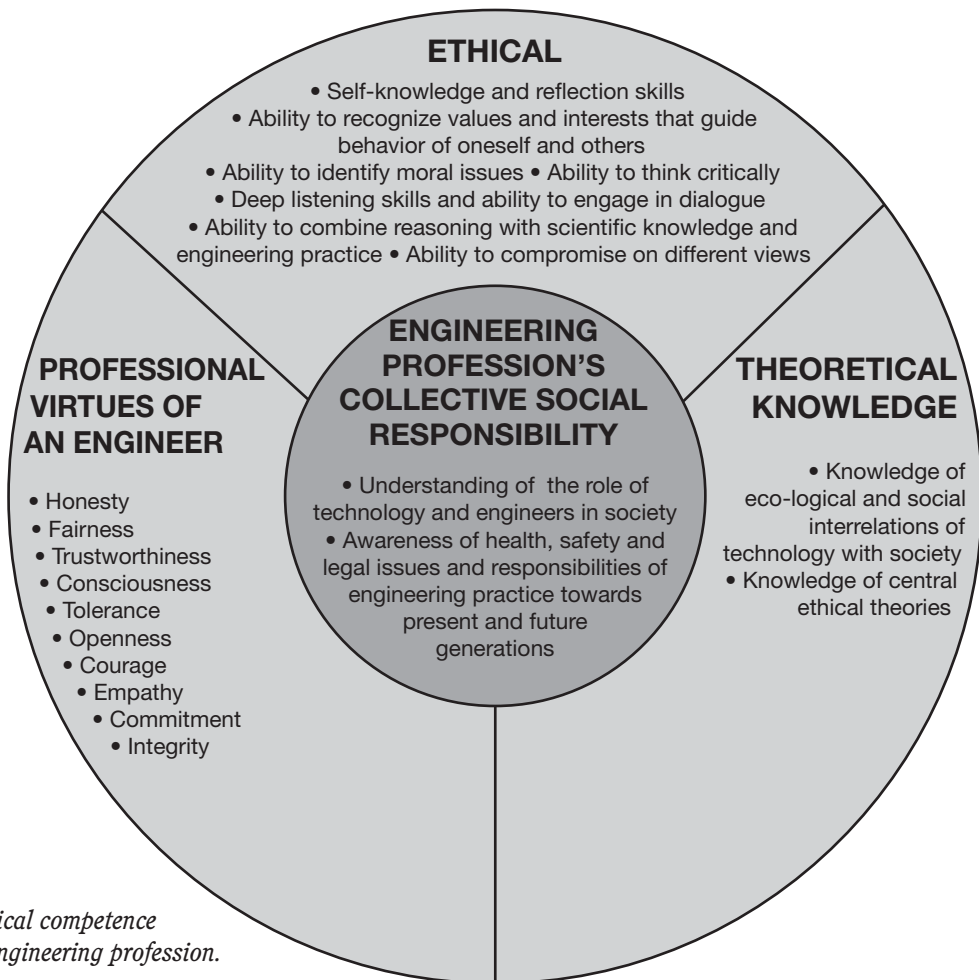 ETHICAL
• Self-knowledge and reflection skills
• Ability to recognize values and interests that guide
behavior of oneself and others
• Ability to identify moral issues • Ability to think critically
• Deep listening skills and ability to engage in dialogue
• Ability to combine reasoning with scientific knowledge and
engineering practice • Ability to compromise on different views
PROFESSIONAL
VIRTUES OF
AN ENGINEER
• Honesty
• Fairness
• Trustworthiness
• Consciousness
• Tolerance
• Openness
• Courage
• Empathy
• Commitment
• Integrity
ENGINEERING
PROFESSION’S
COLLECTIVE SOCIAL
RESPONSIBILITY
• Understanding of the role of
technology and engineers in society
• Awareness of health, safety and
legal issues and responsibilities of
engineering practice towards
present and future
generations
THEORETICAL
KNOWLEDGE
• Knowledge of
eco-logical and social
interrelations of
technology with society
• Knowledge of central
ethical theories
ical competence
ngineering profession.